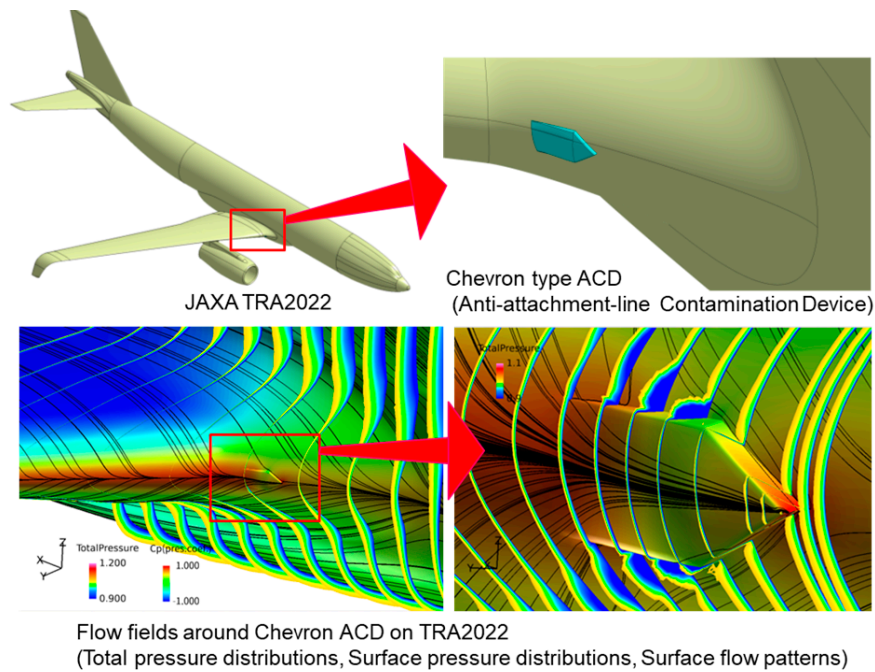 JAXA TRA2022
Chevron type ACD
(Anti-attachment-line Contamination Device)
TotalPressure
1.1
0.9
TotalPressure
1.200
0.900
Cp(pres.coef.
1.000
-1.000
X
Y
Z
Z
Y
Flow fields around Chevron ACD on TRA2022
(Total pressure distributions, Surface pressure distributions, Surface flow patterns)